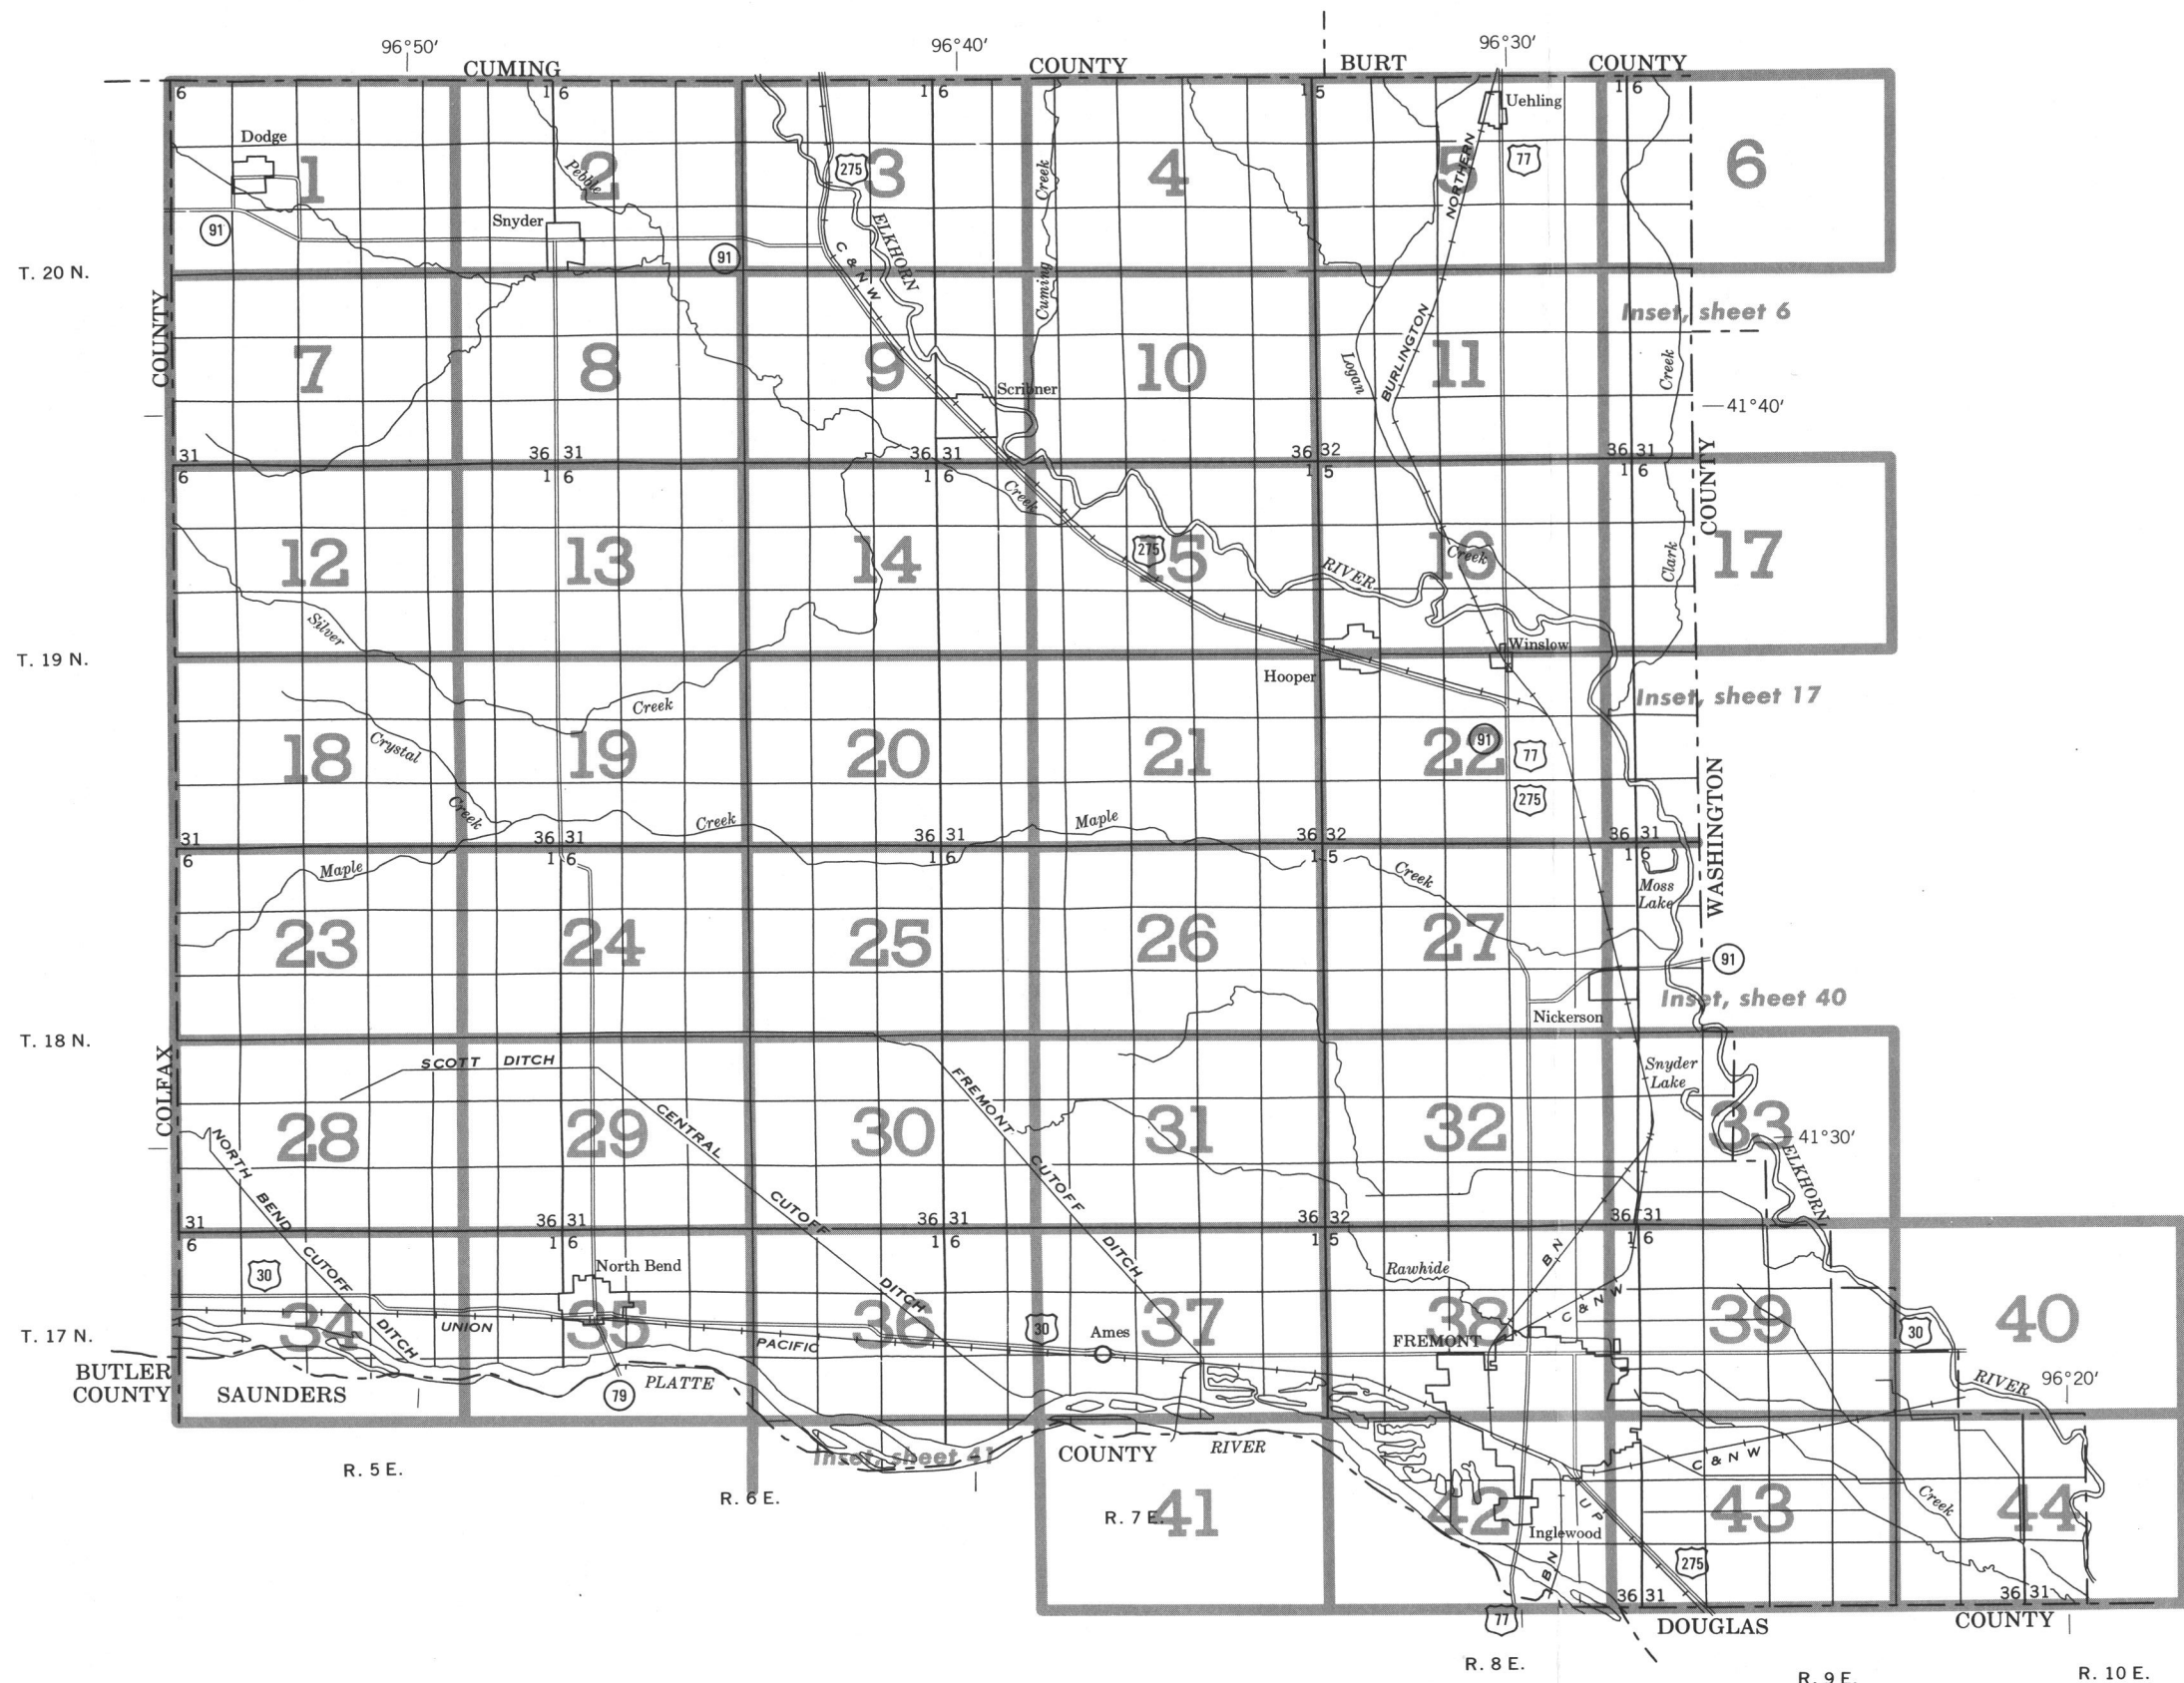 96°50′ 96°40′ 96°30′
CUMING COUNTY BURT COUNTY
6 1 6 1 6 1 5 1 6
Uehling
Dodge
1 2 3 4 5 6
Pebble
275
77
Creek
NORTHERN
Snyder
91
91
ELKHORN
C & N W
Cuming
T. 20 N.
COUNTY
Inset, sheet 6
BURLINGTON
Logan
Creek
7 8 9 10 11
Scribner
41°40′
31 36 31 36 31 36 32 36 31
6 1 6 1 6 1 5 1 6
COUNTY
Creek
275
12 13 14 15 16 17
Creek
RIVER
Clark
Silver
Winslow
T. 19 N.
Hooper
Inset, sheet 17
Creek
Crystal
18 19 20 21 22
91
77
275
WASHINGTON
Creek
Creek
Maple
31 36 31 36 31 36 32 36 31
6 1 6 1 6 1 5 1 6
Maple
Creek
Moss
Lake
23 24 25 26 27
91
Inset, sheet 40
Nickerson
T. 18 N.
COLFAX
SCOTT DITCH
Snyder
Lake
FREMONT
CENTRAL
28 29 30 31 32 33
41°30′
NORTH BEND
CUTOFF
ELKHORN
CUTOFF
31 36 31 36 31 36 32 36 31
6 1 6 1 6 1 5 1 6
CUTOFF
DITCH
BN
30
North Bend
Rawhide
DITCH
C & N W
34 35 36 37 38 39 40
DITCH
UNION
PACIFIC
30
Ames
FREMONT
30
T. 17 N.
BUTLER
COUNTY
SAUNDERS
79
PLATTE
RIVER
96°20′
Inset, sheet 41
COUNTY
RIVER
C & N W
R. 5 E.
R. 6 E.
R. 7 E.
41 42 43 44
Creek
U P
Inglewood
BN
275
36 31 36 31
77
DOUGLAS COUNTY
R. 8 E.
R. 9 E.
R. 10 E.